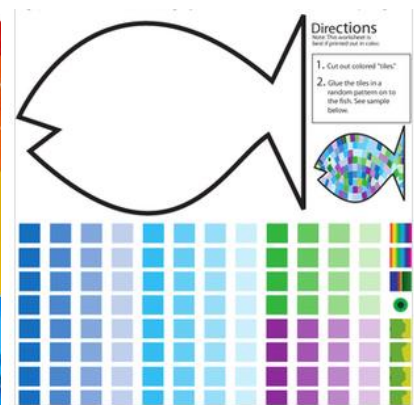 Directions
Note: This worksheet is
best if printed out in color.
1. Cut out colored "tiles."
2. Glue the tiles in a
random pattern on to
the fish. See sample
below.